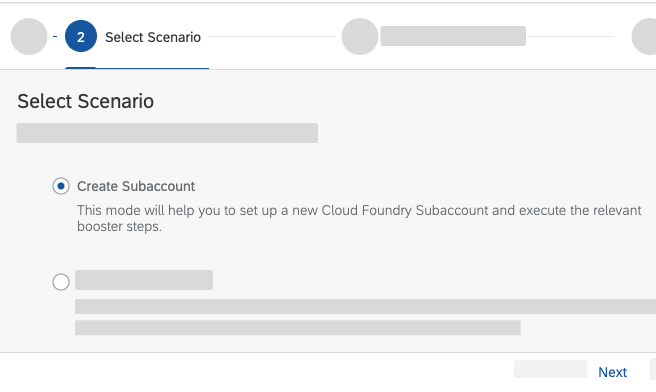 2 Select Scenario
Select Scenario
Create Subaccount
This mode will help you to set up a new Cloud Foundry Subaccount and execute the relevant
booster steps.
Next